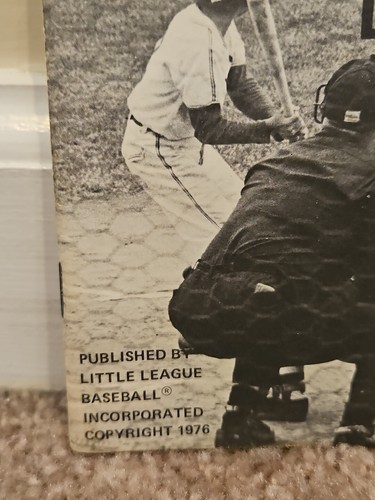 PUBLISHED BY
LITTLE LEAGUE
BASEBALL®
INCORPORATED
COPYRIGHT 1976